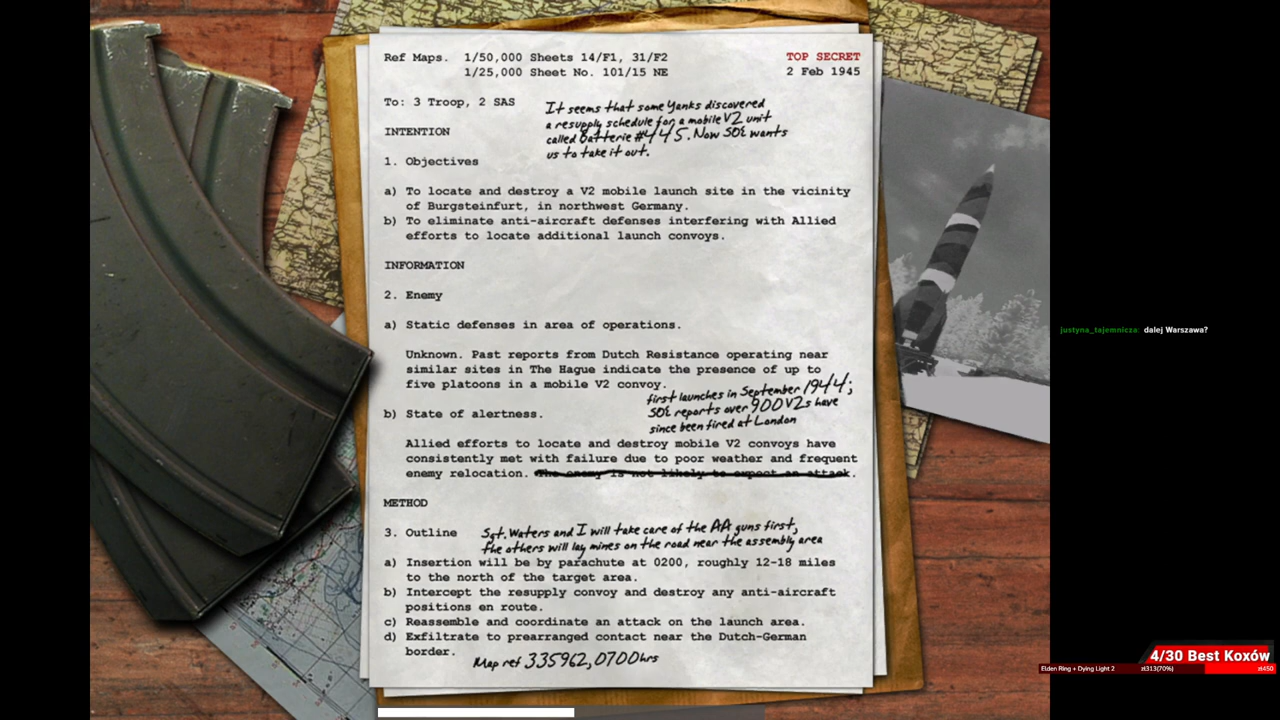 Ref Maps. 1/50,000 Sheets 14/F1, 31/F2
1/25,000 Sheet No. 101/15 NE
TOP SECRET
2 Feb 1945
To: 3 Troop, 2 SAS
It seems that some Yanks discovered
a resupply schedule for a mobile V2 unit
called Batterie #445. Now SOE wants
us to take it out.
INTENTION
1. Objectives
a) To locate and destroy a V2 mobile launch site in the vicinity
of Burgsteinfurt, in northwest Germany.
b) To eliminate anti-aircraft defenses interfering with Allied
efforts to locate additional launch convoys.
INFORMATION
2. Enemy
a) Static defenses in area of operations.
Unknown. Past reports from Dutch Resistance operating near
similar sites in The Hague indicate the presence of up to
five platoons in a mobile V2 convoy.
first launches in September 1944;
SOE reports over 900 V2s have
since been fired at London
b) State of alertness.
Allied efforts to locate and destroy mobile V2 convoys have
consistently met with failure due to poor weather and frequent
enemy relocation. The enemy is not likely to expect an attack.
METHOD
3. Outline
Sgt. Waters and I will take care of the AA guns first,
the others will lay mines on the road near the assembly area
a) Insertion will be by parachute at 0200, roughly 12-18 miles
to the north of the target area.
b) Intercept the resupply convoy and destroy any anti-aircraft
positions en route.
c) Reassemble and coordinate an attack on the launch area.
d) Exfiltrate to prearranged contact near the Dutch-German
border.
Map ref 335962, 0700hrs
justyna_tajemnicza: dalej Warszawa?
4/30 Best Koxów
Elden Ring + Dying Light 2 zł313(70%) zł450